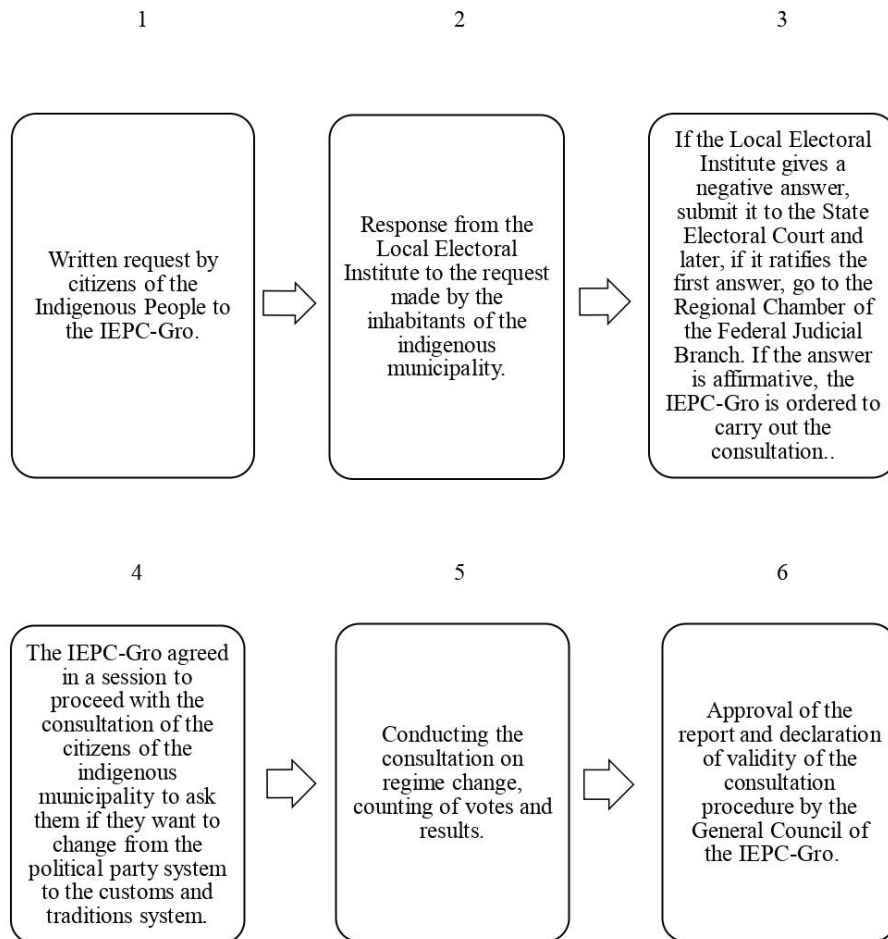 1
2
3
Written request by
citizens of the
Indigenous People to
the IEPC-Gro.
Response from the
Local Electoral
Institute to the request
made by the
inhabitants of the
indigenous
municipality.
If the Local Electoral
Institute gives a
negative answer,
submit it to the State
Electoral Court and
later, if it ratifies the
first answer, go to the
Regional Chamber of
the Federal Judicial
Branch. If the answer
is affirmative, the
IEPC-Gro is ordered to
carry out the
consultation..
4
5
6
The IEPC-Gro agreed
in a session to
proceed with the
consultation of the
citizens of the
indigenous
municipality to ask
them if they want to
change from the
political party system
to the customs and
traditions system.
Conducting the
consultation on
regime change,
counting of votes and
results.
Approval of the
report and declaration
of validity of the
consultation
procedure by the
General Council of
the IEPC-Gro.